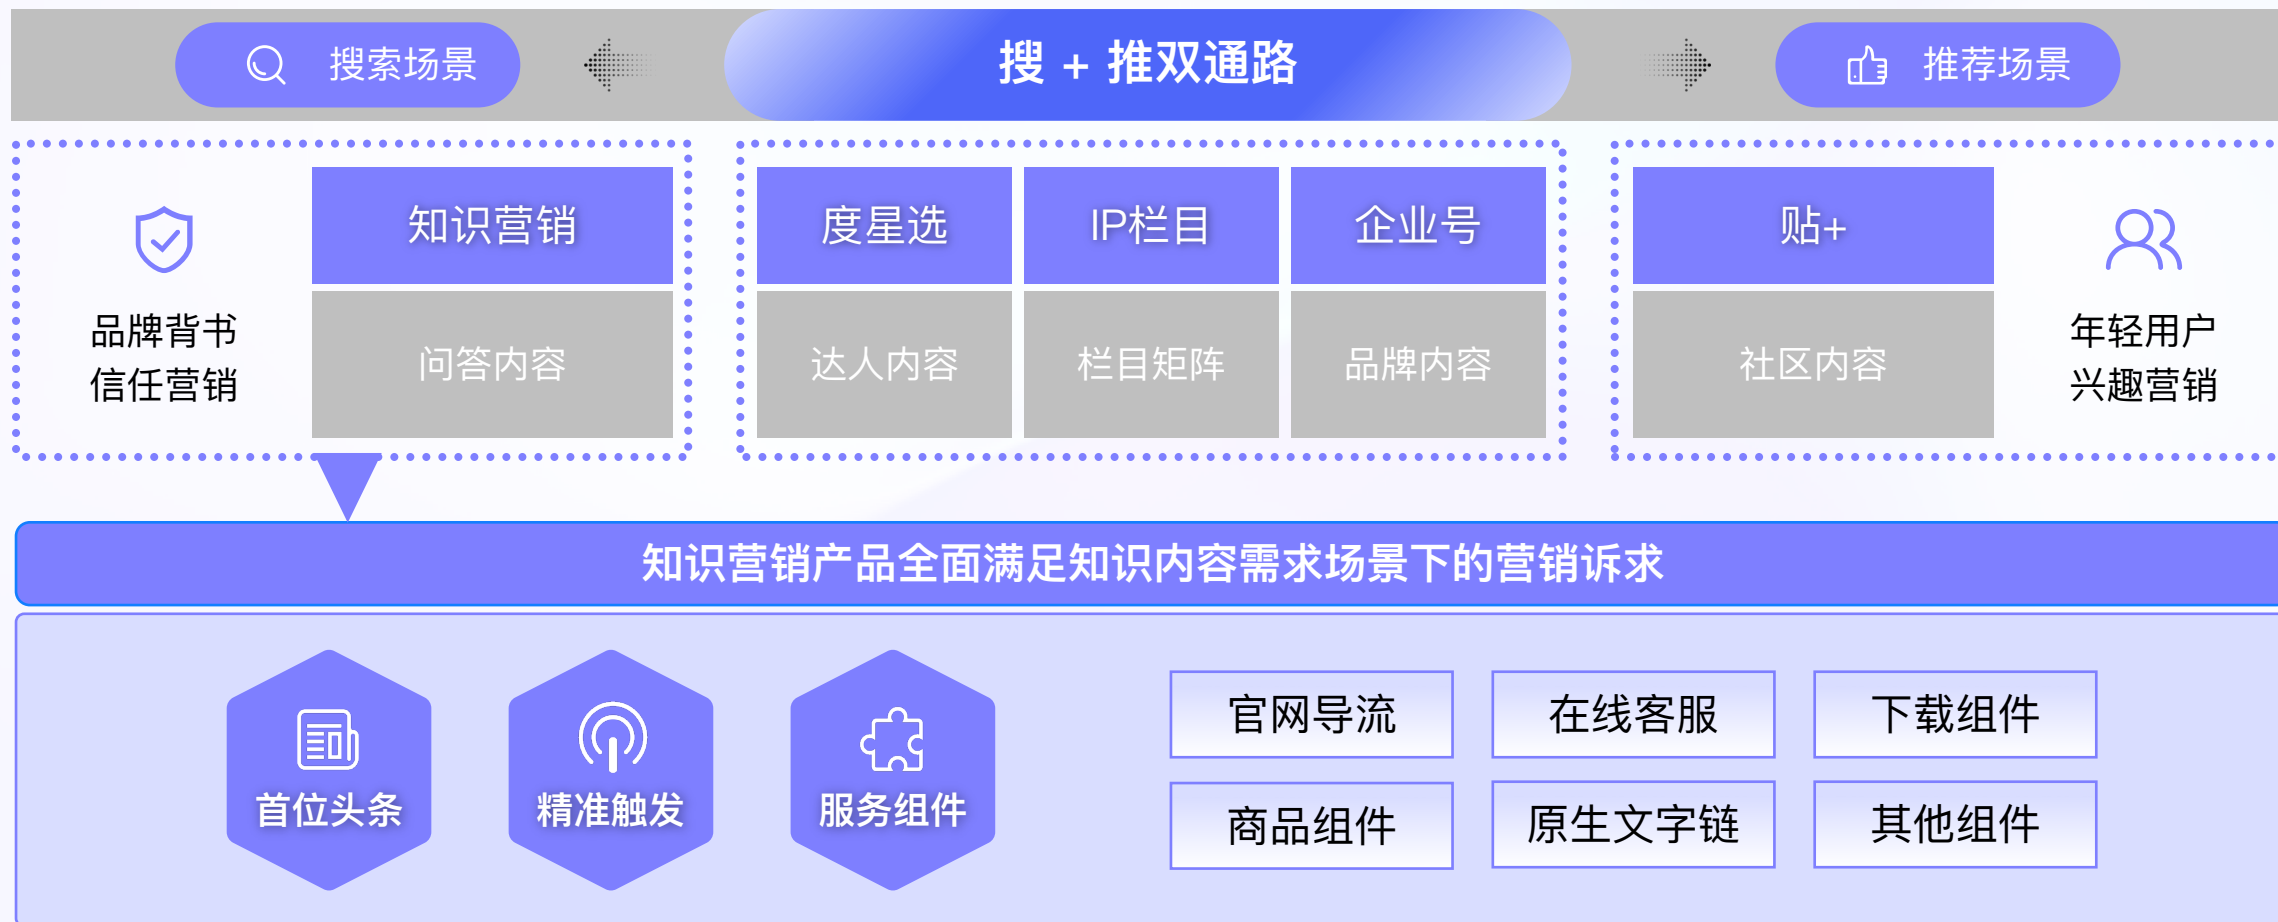 搜索场景
搜 + 推双通路
推荐场景
品牌背书
信任营销
知识营销
问答内容
度星选
IP栏目
企业号
达人内容
栏目矩阵
品牌内容
贴+
社区内容
年轻用户
兴趣营销
知识营销产品全面满足知识内容需求场景下的营销诉求
首位头条
精准触发
服务组件
官网导流
在线客服
下载组件
商品组件
原生文字链
其他组件